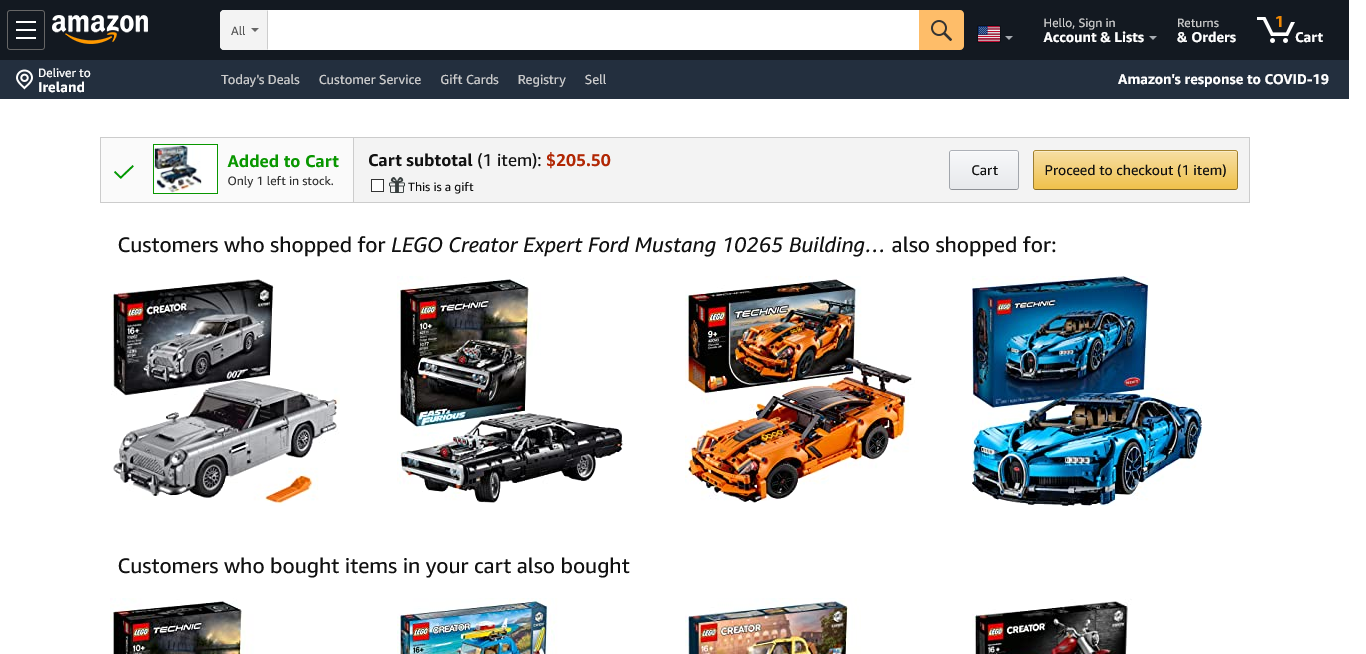 amazon
All
Hello, Sign in
Account & Lists
Returns
& Orders
1
Cart
Deliver to
Ireland
Today's Deals
Customer Service
Gift Cards
Registry
Sell
Amazon's response to COVID-19
Added to Cart
Only 1 left in stock.
Cart subtotal (1 item): $205.50
This is a gift
Cart
Proceed to checkout (1 item)
Customers who shopped for LEGO Creator Expert Ford Mustang 10265 Building… also shopped for:
LEGO CREATOR
16+
007
LEGO TECHNIC
10+
FAST & FURIOUS
LEGO TECHNIC
9+
LEGO TECHNIC
Customers who bought items in your cart also bought
LEGO TECHNIC
10+
LEGO CREATOR
16+
LEGO CREATOR
16+
LEGO CREATOR
16+